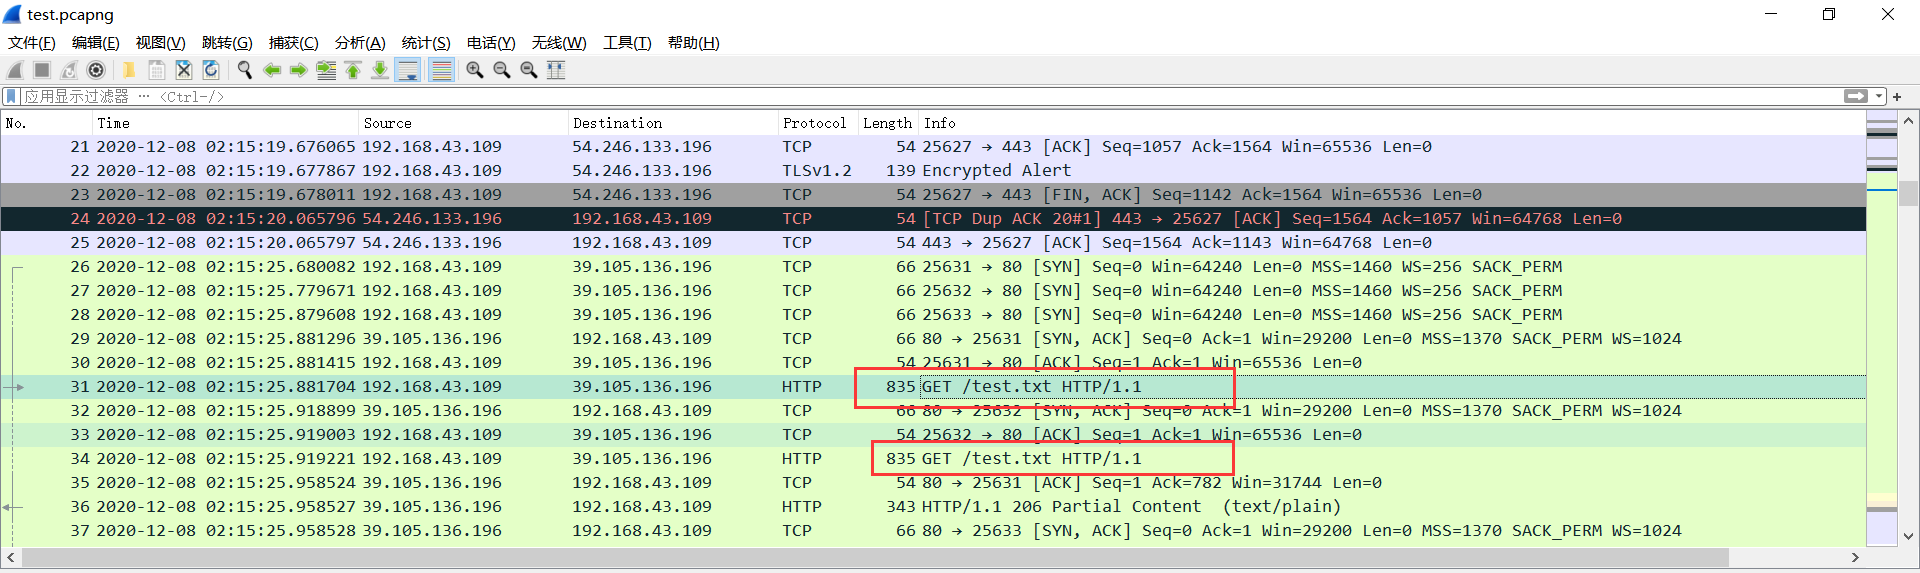 test.pcapng
文件(F) 编辑(E) 视图(V) 跳转(G) 捕获(C) 分析(A) 统计(S) 电话(Y) 无线(W) 工具(T) 帮助(H)
应用显示过滤器 … <Ctrl-/>
No. Time Source Destination Protocol Length Info
21 2020-12-08 02:15:19.676065 192.168.43.109 54.246.133.196 TCP 54 25627 → 443 [ACK] Seq=1057 Ack=1564 Win=65536 Len=0
22 2020-12-08 02:15:19.677867 192.168.43.109 54.246.133.196 TLSv1.2 139 Encrypted Alert
23 2020-12-08 02:15:19.678011 192.168.43.109 54.246.133.196 TCP 54 25627 → 443 [FIN, ACK] Seq=1142 Ack=1564 Win=65536 Len=0
24 2020-12-08 02:15:20.065796 54.246.133.196 192.168.43.109 TCP 54 [TCP Dup ACK 20#1] 443 → 25627 [ACK] Seq=1564 Ack=1057 Win=64768 Len=0
25 2020-12-08 02:15:20.065797 54.246.133.196 192.168.43.109 TCP 54 443 → 25627 [ACK] Seq=1564 Ack=1143 Win=64768 Len=0
26 2020-12-08 02:15:25.680082 192.168.43.109 39.105.136.196 TCP 66 25631 → 80 [SYN] Seq=0 Win=64240 Len=0 MSS=1460 WS=256 SACK_PERM
27 2020-12-08 02:15:25.779671 192.168.43.109 39.105.136.196 TCP 66 25632 → 80 [SYN] Seq=0 Win=64240 Len=0 MSS=1460 WS=256 SACK_PERM
28 2020-12-08 02:15:25.879608 192.168.43.109 39.105.136.196 TCP 66 25633 → 80 [SYN] Seq=0 Win=64240 Len=0 MSS=1460 WS=256 SACK_PERM
29 2020-12-08 02:15:25.881296 39.105.136.196 192.168.43.109 TCP 66 80 → 25631 [SYN, ACK] Seq=0 Ack=1 Win=29200 Len=0 MSS=1370 SACK_PERM WS=1024
30 2020-12-08 02:15:25.881415 192.168.43.109 39.105.136.196 TCP 54 25631 → 80 [ACK] Seq=1 Ack=1 Win=65536 Len=0
31 2020-12-08 02:15:25.881704 192.168.43.109 39.105.136.196 HTTP 835 GET /test.txt HTTP/1.1
32 2020-12-08 02:15:25.918899 39.105.136.196 192.168.43.109 TCP 66 80 → 25632 [SYN, ACK] Seq=0 Ack=1 Win=29200 Len=0 MSS=1370 SACK_PERM WS=1024
33 2020-12-08 02:15:25.919003 192.168.43.109 39.105.136.196 TCP 54 25632 → 80 [ACK] Seq=1 Ack=1 Win=65536 Len=0
34 2020-12-08 02:15:25.919221 192.168.43.109 39.105.136.196 HTTP 835 GET /test.txt HTTP/1.1
35 2020-12-08 02:15:25.958524 39.105.136.196 192.168.43.109 TCP 54 80 → 25631 [ACK] Seq=1 Ack=782 Win=31744 Len=0
36 2020-12-08 02:15:25.958527 39.105.136.196 192.168.43.109 HTTP 343 HTTP/1.1 206 Partial Content (text/plain)
37 2020-12-08 02:15:25.958528 39.105.136.196 192.168.43.109 TCP 66 80 → 25633 [SYN, ACK] Seq=0 Ack=1 Win=29200 Len=0 MSS=1370 SACK_PERM WS=1024